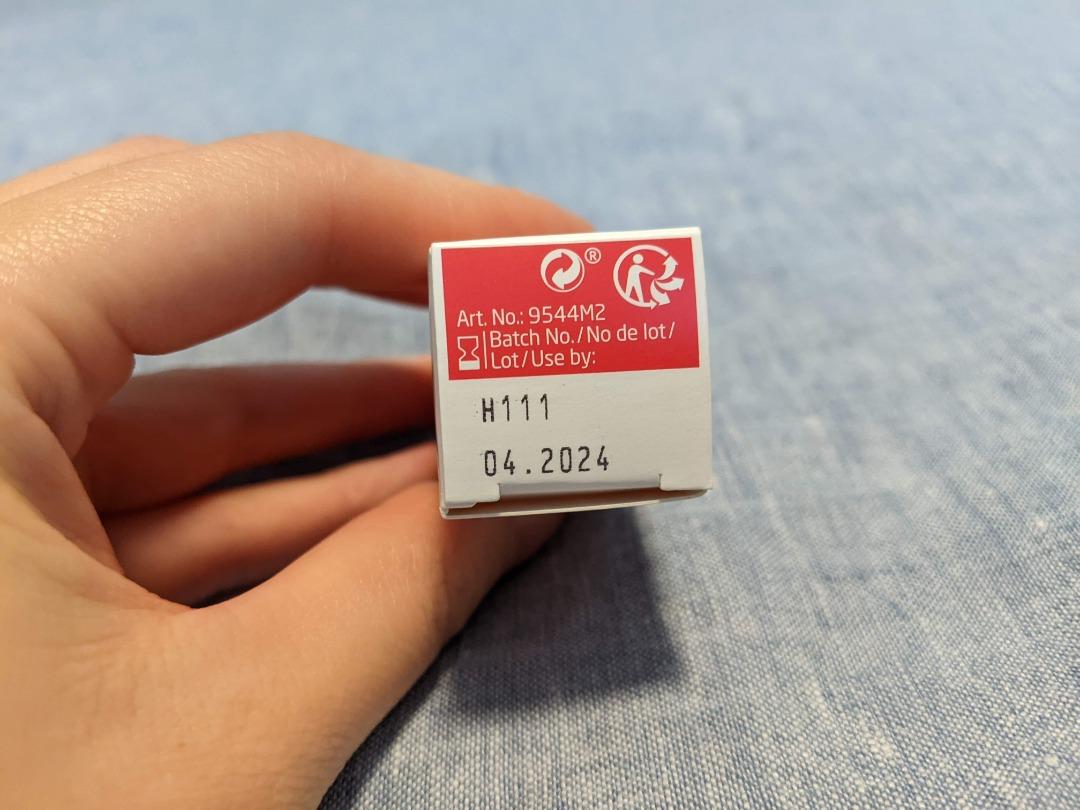 ®
Art. No.: 9544M2
Batch No./No de lot/
Lot/Use by:
H111
04.2024